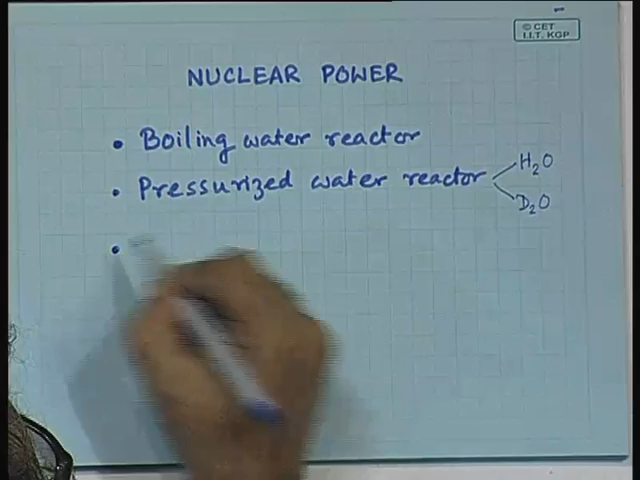 © CET
I.I.T. KGP
NUCLEAR POWER
• Boiling water reactor
• Pressurized water reactor H₂O
D₂O
•